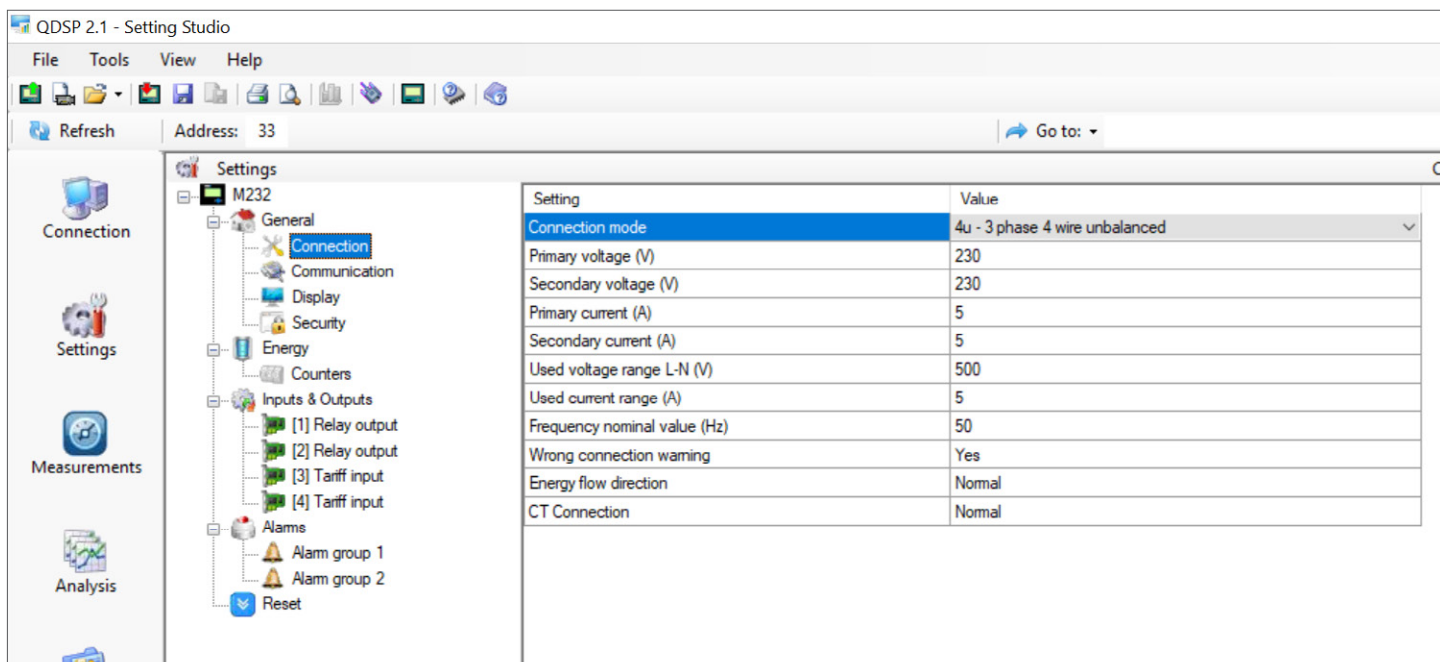 QDSP 2.1 - Setting Studio
File Tools View Help
Refresh Address: 33 Go to:
Connection
Settings
Measurements
Analysis
Settings
M232
General
Connection
Communication
Display
Security
Energy
Counters
Inputs & Outputs
[1] Relay output
[2] Relay output
[3] Tariff input
[4] Tariff input
Alarms
Alarm group 1
Alarm group 2
Reset
Setting Value
Connection mode 4u - 3 phase 4 wire unbalanced
Primary voltage (V) 230
Secondary voltage (V) 230
Primary current (A) 5
Secondary current (A) 5
Used voltage range L-N (V) 500
Used current range (A) 5
Frequency nominal value (Hz) 50
Wrong connection warning Yes
Energy flow direction Normal
CT Connection Normal